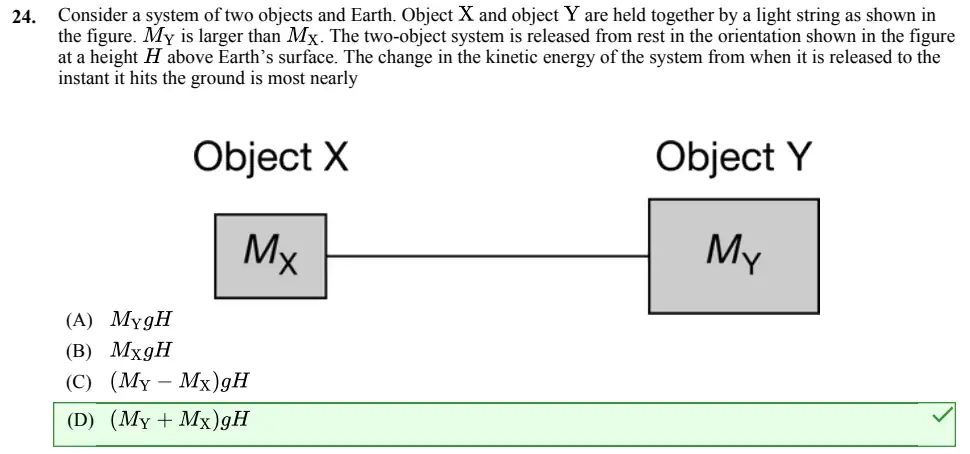 24. Consider a system of two objects and Earth. Object X and object Y are held together by a light string as shown in
the figure. M_Y is larger than M_X. The two-object system is released from rest in the orientation shown in the figure
at a height H above Earth's surface. The change in the kinetic energy of the system from when it is released to the
instant it hits the ground is most nearly
Object X Object Y
M_X M_Y
(A) M_Y gH
(B) M_X gH
(C) (M_Y − M_X)gH
(D) (M_Y + M_X)gH